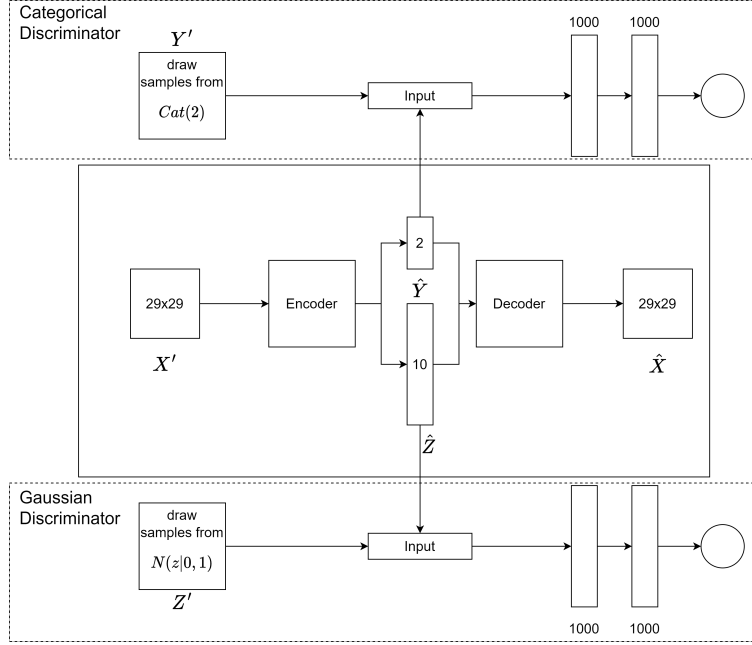 Categorical
Discriminator
Y′
draw
samples from
Cat(2)
Input
1000
1000
2
Ŷ
29x29
X′
Encoder
10
Ẑ
Decoder
29x29
X̂
Gaussian
Discriminator
draw
samples from
N(z|0, 1)
Z′
Input
1000
1000